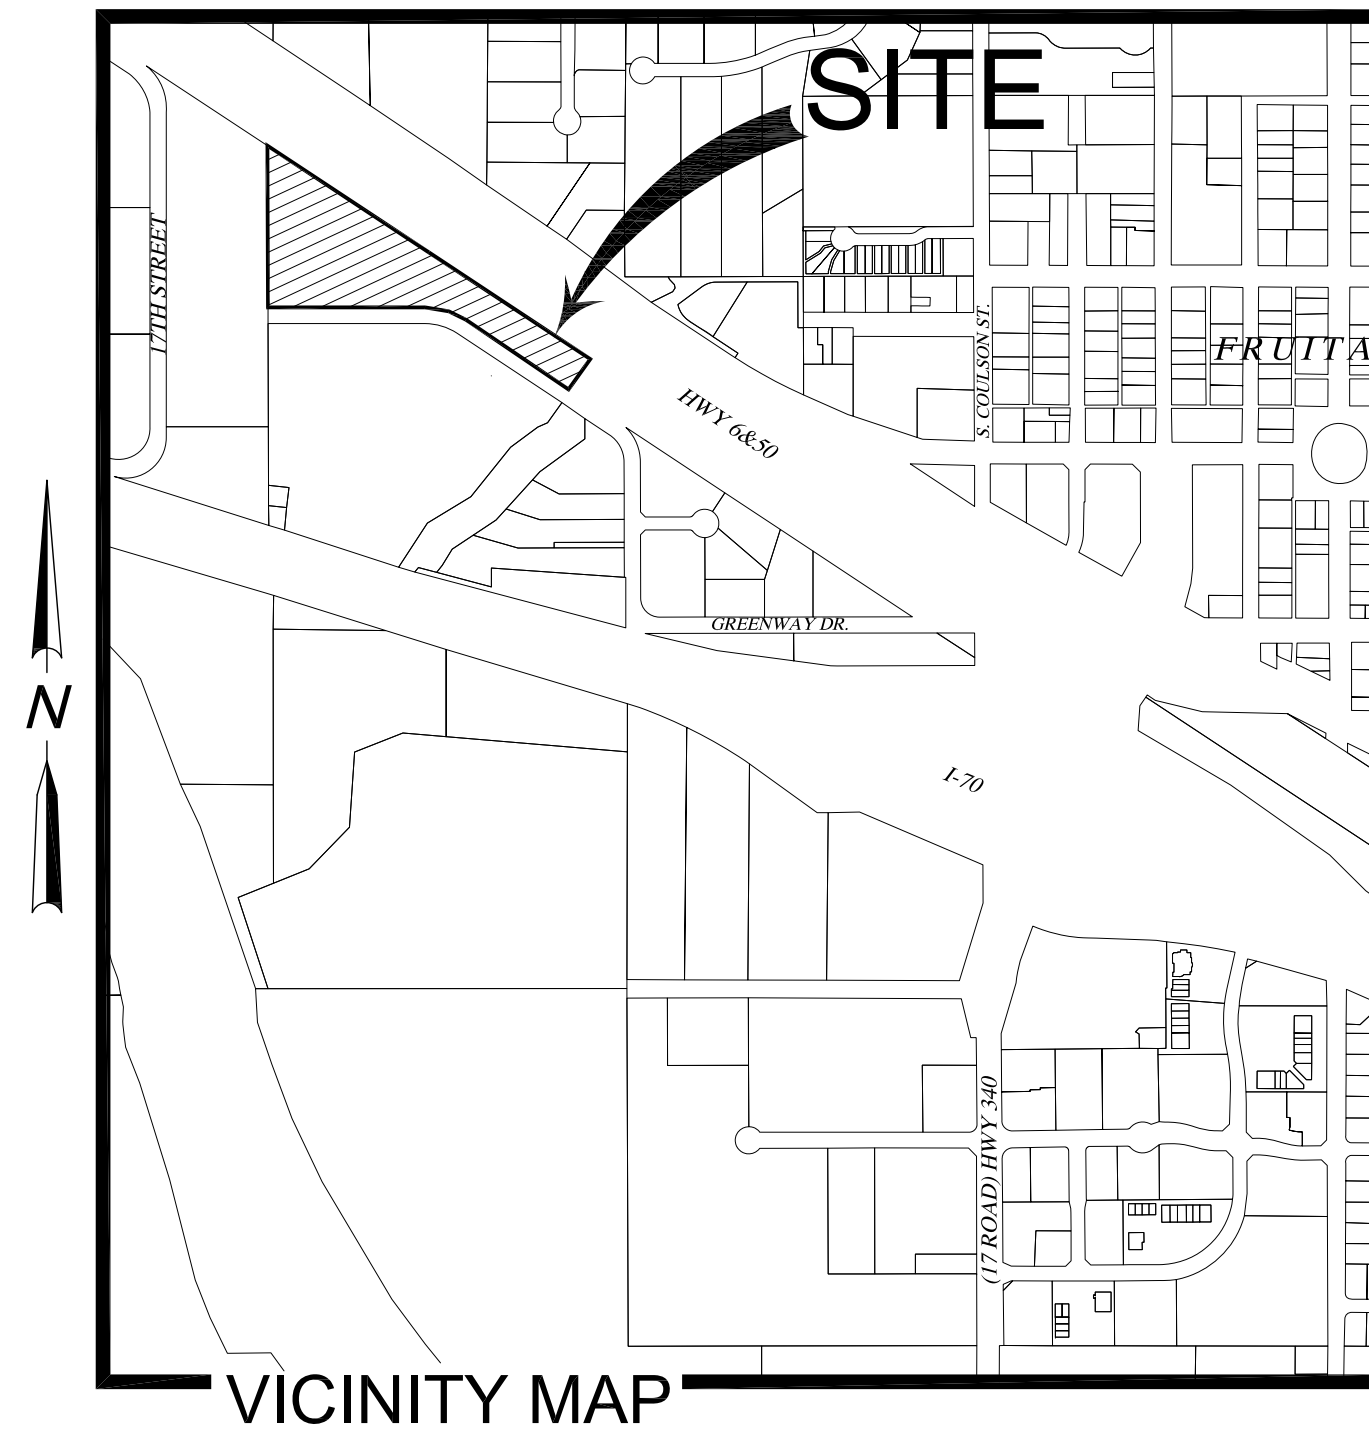 SITE
17TH STREET
S. COULSON ST.
FRUITA
HWY 6&50
GREENWAY DR.
N
I-70
(17 ROAD) HWY 340
VICINITY MAP